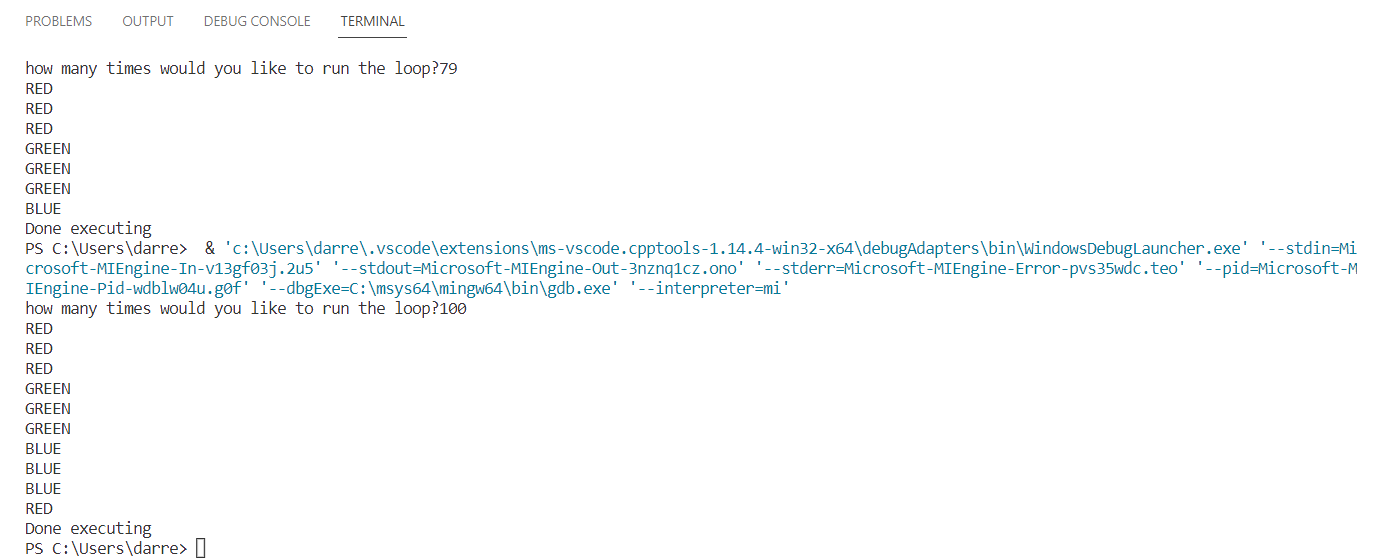 PROBLEMS OUTPUT DEBUG CONSOLE TERMINAL
how many times would you like to run the loop?79
RED
RED
RED
GREEN
GREEN
GREEN
BLUE
Done executing
PS C:\Users\darre>  & 'c:\Users\darre\.vscode\extensions\ms-vscode.cpptools-1.14.4-win32-x64\debugAdapters\bin\WindowsDebugLauncher.exe' '--stdin=Mi
crosoft-MIEngine-In-v13gf03j.2u5' '--stdout=Microsoft-MIEngine-Out-3nznq1cz.ono' '--stderr=Microsoft-MIEngine-Error-pvs35wdc.teo' '--pid=Microsoft-M
IEngine-Pid-wdblw04u.g0f' '--dbgExe=C:\msys64\mingw64\bin\gdb.exe' '--interpreter=mi'
how many times would you like to run the loop?100
RED
RED
RED
GREEN
GREEN
GREEN
BLUE
BLUE
BLUE
RED
Done executing
PS C:\Users\darre>